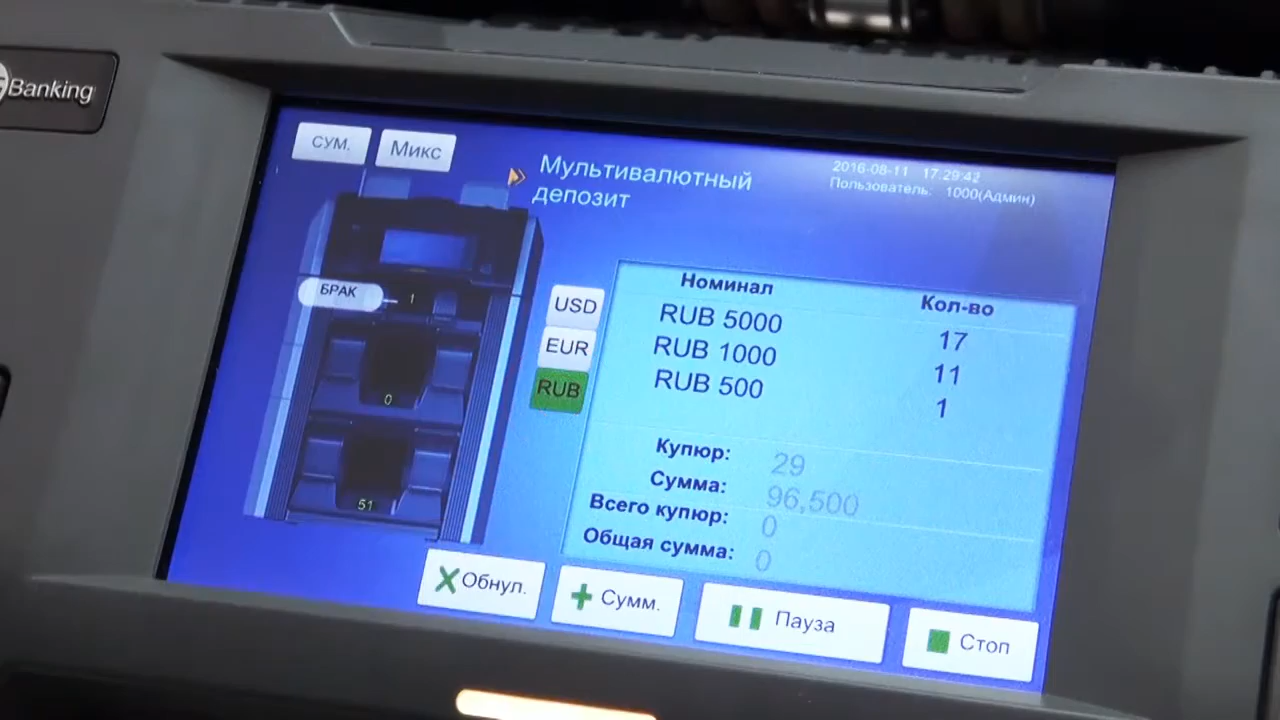 Banking
СУМ. Микс
Мультивалютный
депозит
2016-08-11 17:29:42
Пользователь: 1000(Админ)
БРАК 1
0
51
USD
EUR
RUB
Номинал Кол-во
RUB 5000 17
RUB 1000 11
RUB 500 1
Купюр: 29
Сумма: 96,500
Всего купюр: 0
Общая сумма: 0
Обнул. Сумм. Пауза Стоп